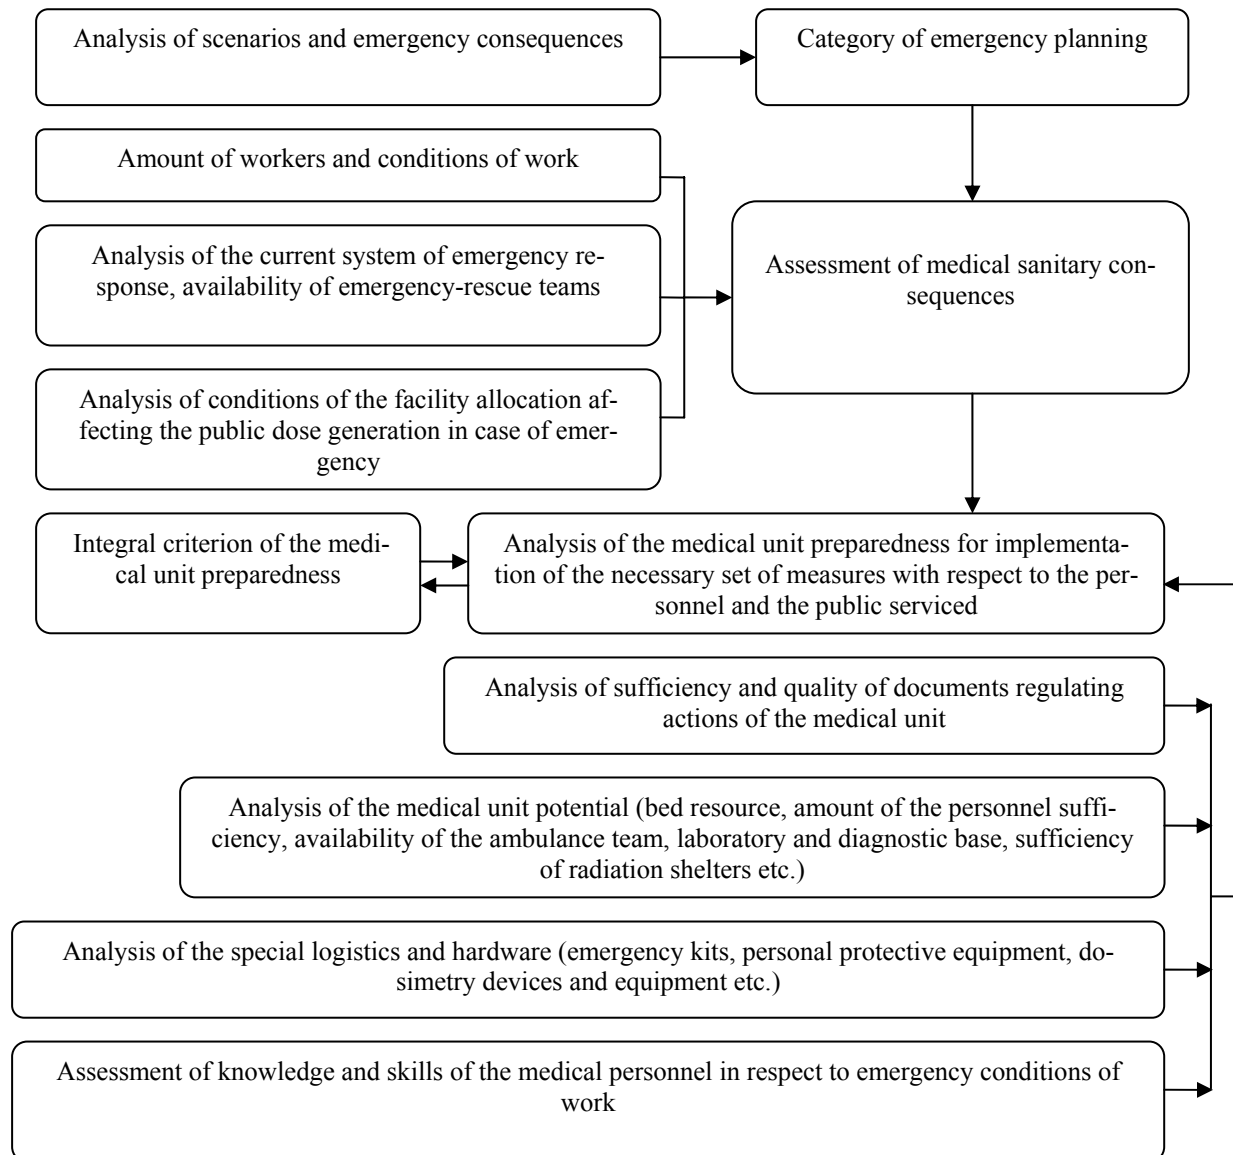 Analysis of scenarios and emergency consequences
Category of emergency planning
Amount of workers and conditions of work
Analysis of the current system of emergency re-
sponse, availability of emergency-rescue teams
Assessment of medical sanitary con-
sequences
Analysis of conditions of the facility allocation af-
fecting the public dose generation in case of emer-
gency
Integral criterion of the medi-
cal unit preparedness
Analysis of the medical unit preparedness for implementa-
tion of the necessary set of measures with respect to the per-
sonnel and the public serviced
Analysis of sufficiency and quality of documents regulating
actions of the medical unit
Analysis of the medical unit potential (bed resource, amount of the personnel suffi-
ciency, availability of the ambulance team, laboratory and diagnostic base, sufficiency
of radiation shelters etc.)
Analysis of the special logistics and hardware (emergency kits, personal protective equipment, do-
simetry devices and equipment etc.)
Assessment of knowledge and skills of the medical personnel in respect to emergency conditions of
work